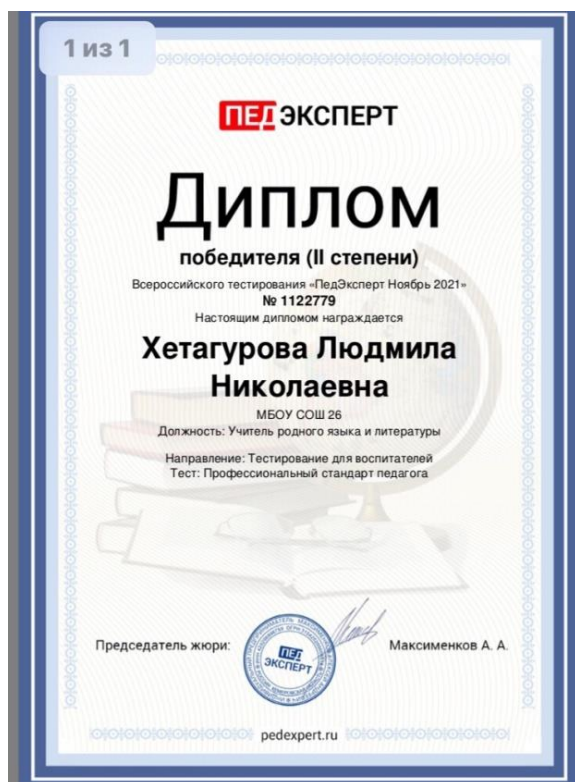 1 из 1
ПЕД ЭКСПЕРТ
Диплом
победителя (II степени)
Всероссийского тестирования «ПедЭксперт Ноябрь 2021»
№ 1122779
Настоящим дипломом награждается
Хетагурова Людмила
Николаевна
МБОУ СОШ 26
Должность: Учитель родного языка и литературы
Направление: Тестирование для воспитателей
Тест: Профессиональный стандарт педагога
Председатель жюри:
ПЕД
ЭКСПЕРТ
Максименков А. А.
pedexpert.ru